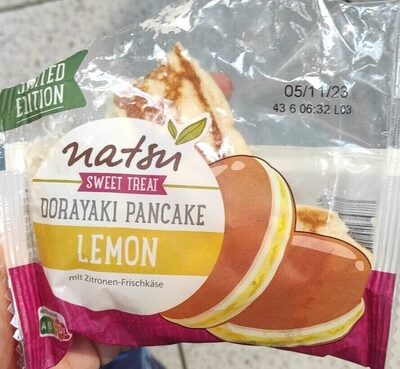 LIMITED
EDITION
05/11/23
43 6 06:32 L03
natsu
SWEET TREAT
DORAYAKI PANCAKE
LEMON
mit Zitronen-Frischkäse